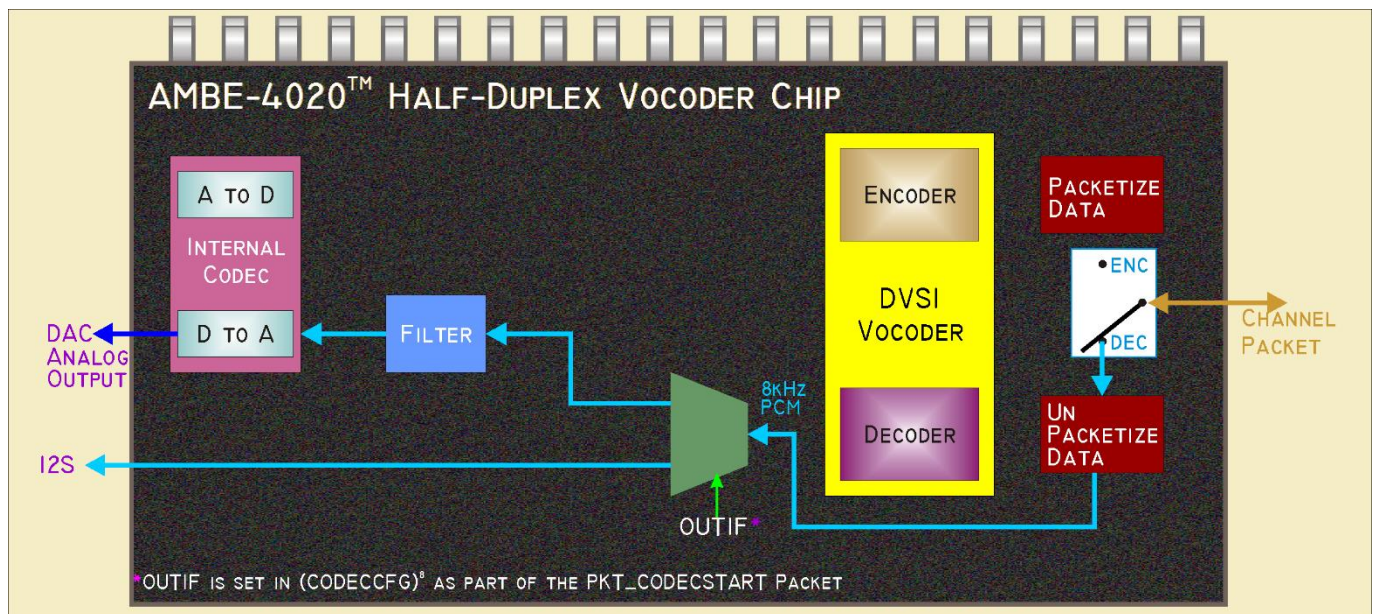 AMBE-4020™ HALF-DUPLEX VOCODER CHIP
A TO D
INTERNAL
CODEC
D TO A
DAC
ANALOG
OUTPUT
I2S
FILTER
8KHZ
PCM
OUTIF*
ENCODER
DVSI
VOCODER
DECODER
PACKETIZE
DATA
ENC
DEC
CHANNEL
PACKET
UN
PACKETIZE
DATA
*OUTIF IS SET IN (CODECCFG)⁸ AS PART OF THE PKT_CODECSTART PACKET